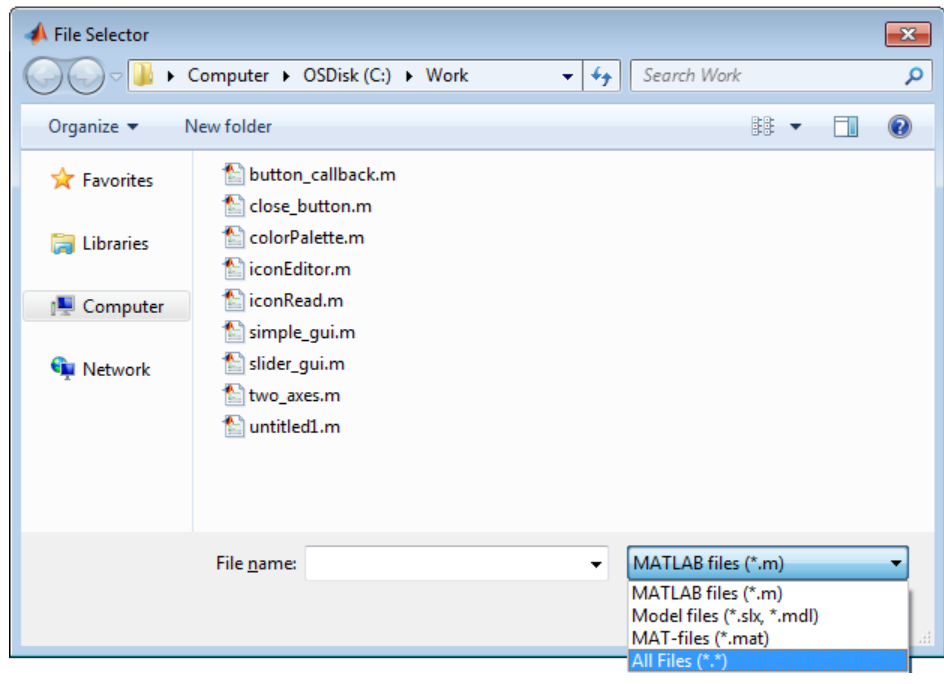 File Selector
Computer ▸ OSDisk (C:) ▸ Work
Search Work
Organize
New folder
Favorites
Libraries
Computer
Network
button_callback.m
close_button.m
colorPalette.m
iconEditor.m
iconRead.m
simple_gui.m
slider_gui.m
two_axes.m
untitled1.m
File name:
MATLAB files (*.m)
MATLAB files (*.m)
Model files (*.slx, *.mdl)
MAT-files (*.mat)
All Files (*.*)